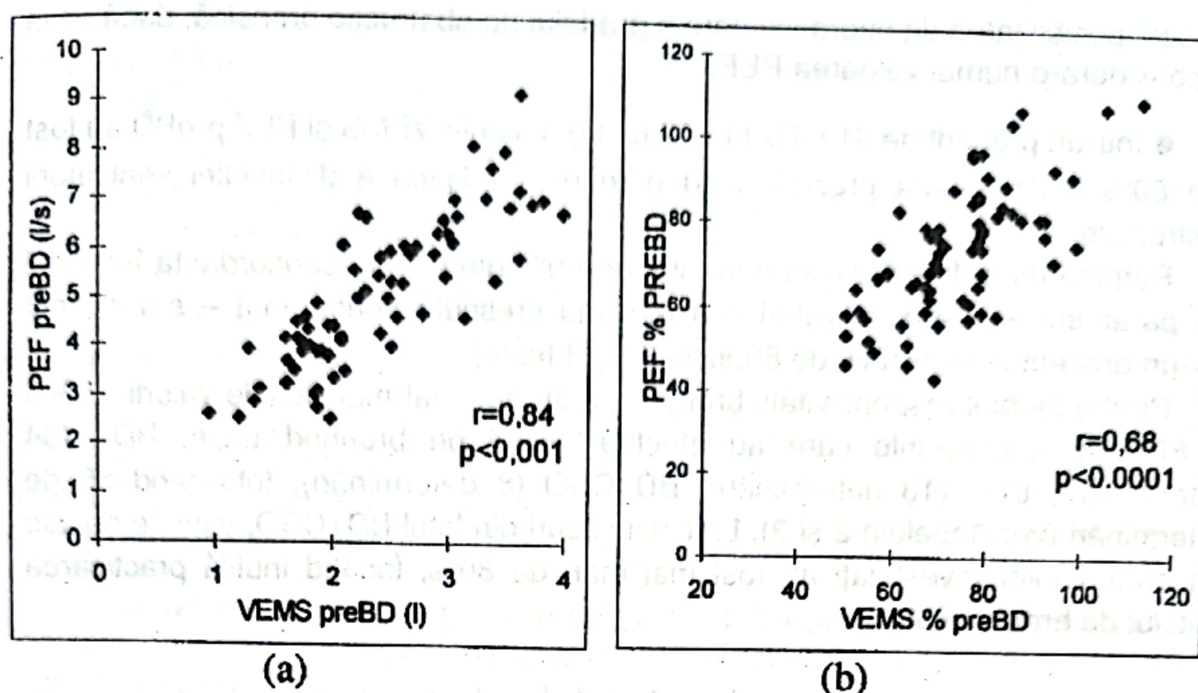 10
9
8
7
6
5
4
3
2
1
0
PEF preBD (l/s)
r=0,84
p<0,001
0 1 2 3 4
VEMS preBD (l)
(a)
120
100
80
60
40
20
0
PEF % PREBD
r=0,68
p<0.0001
20 40 60 80 100 120
VEMS % preBD
(b)